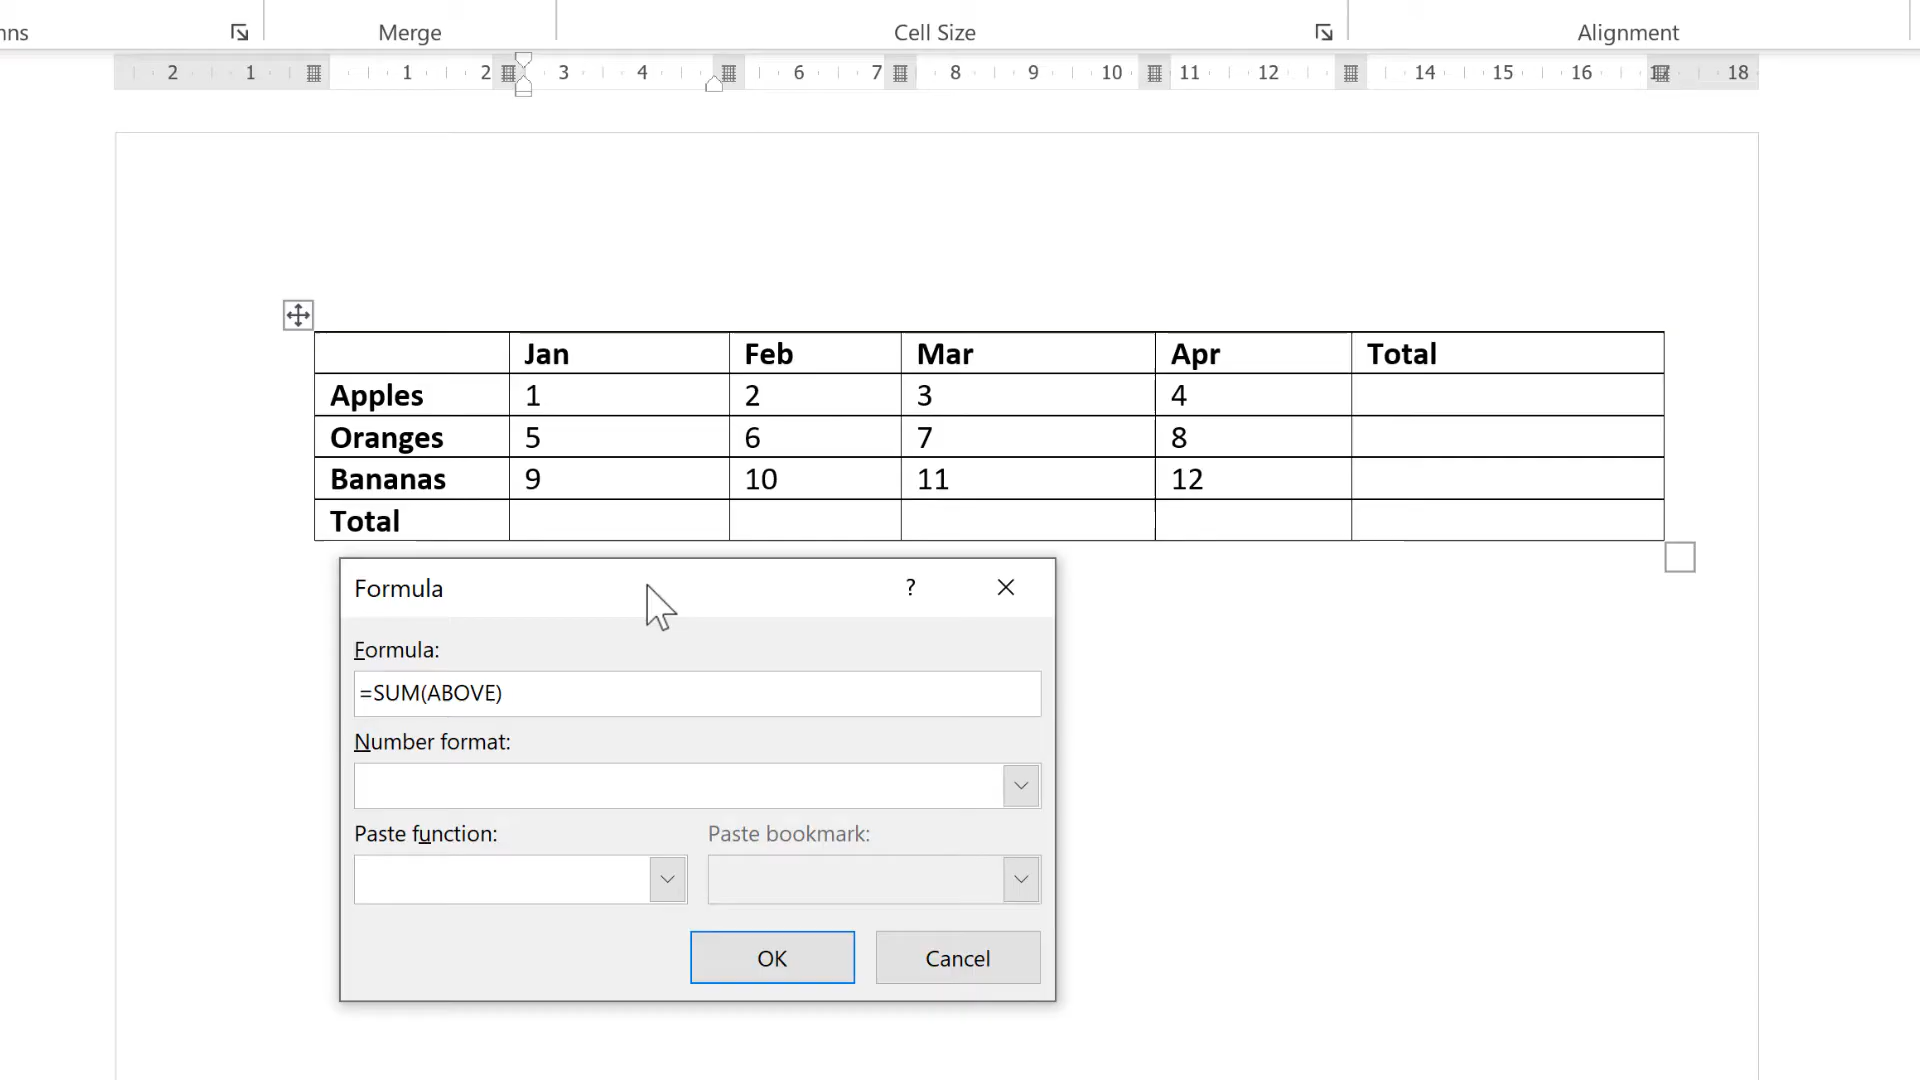 ns Merge Cell Size Alignment
2 1 1 2 3 4 6 7 8 9 10 11 12 14 15 16 17 18
Jan Feb Mar Apr Total
Apples 1 2 3 4
Oranges 5 6 7 8
Bananas 9 10 11 12
Total
Formula ?
Formula:
=SUM(ABOVE)
Number format:
Paste function: Paste bookmark:
OK Cancel